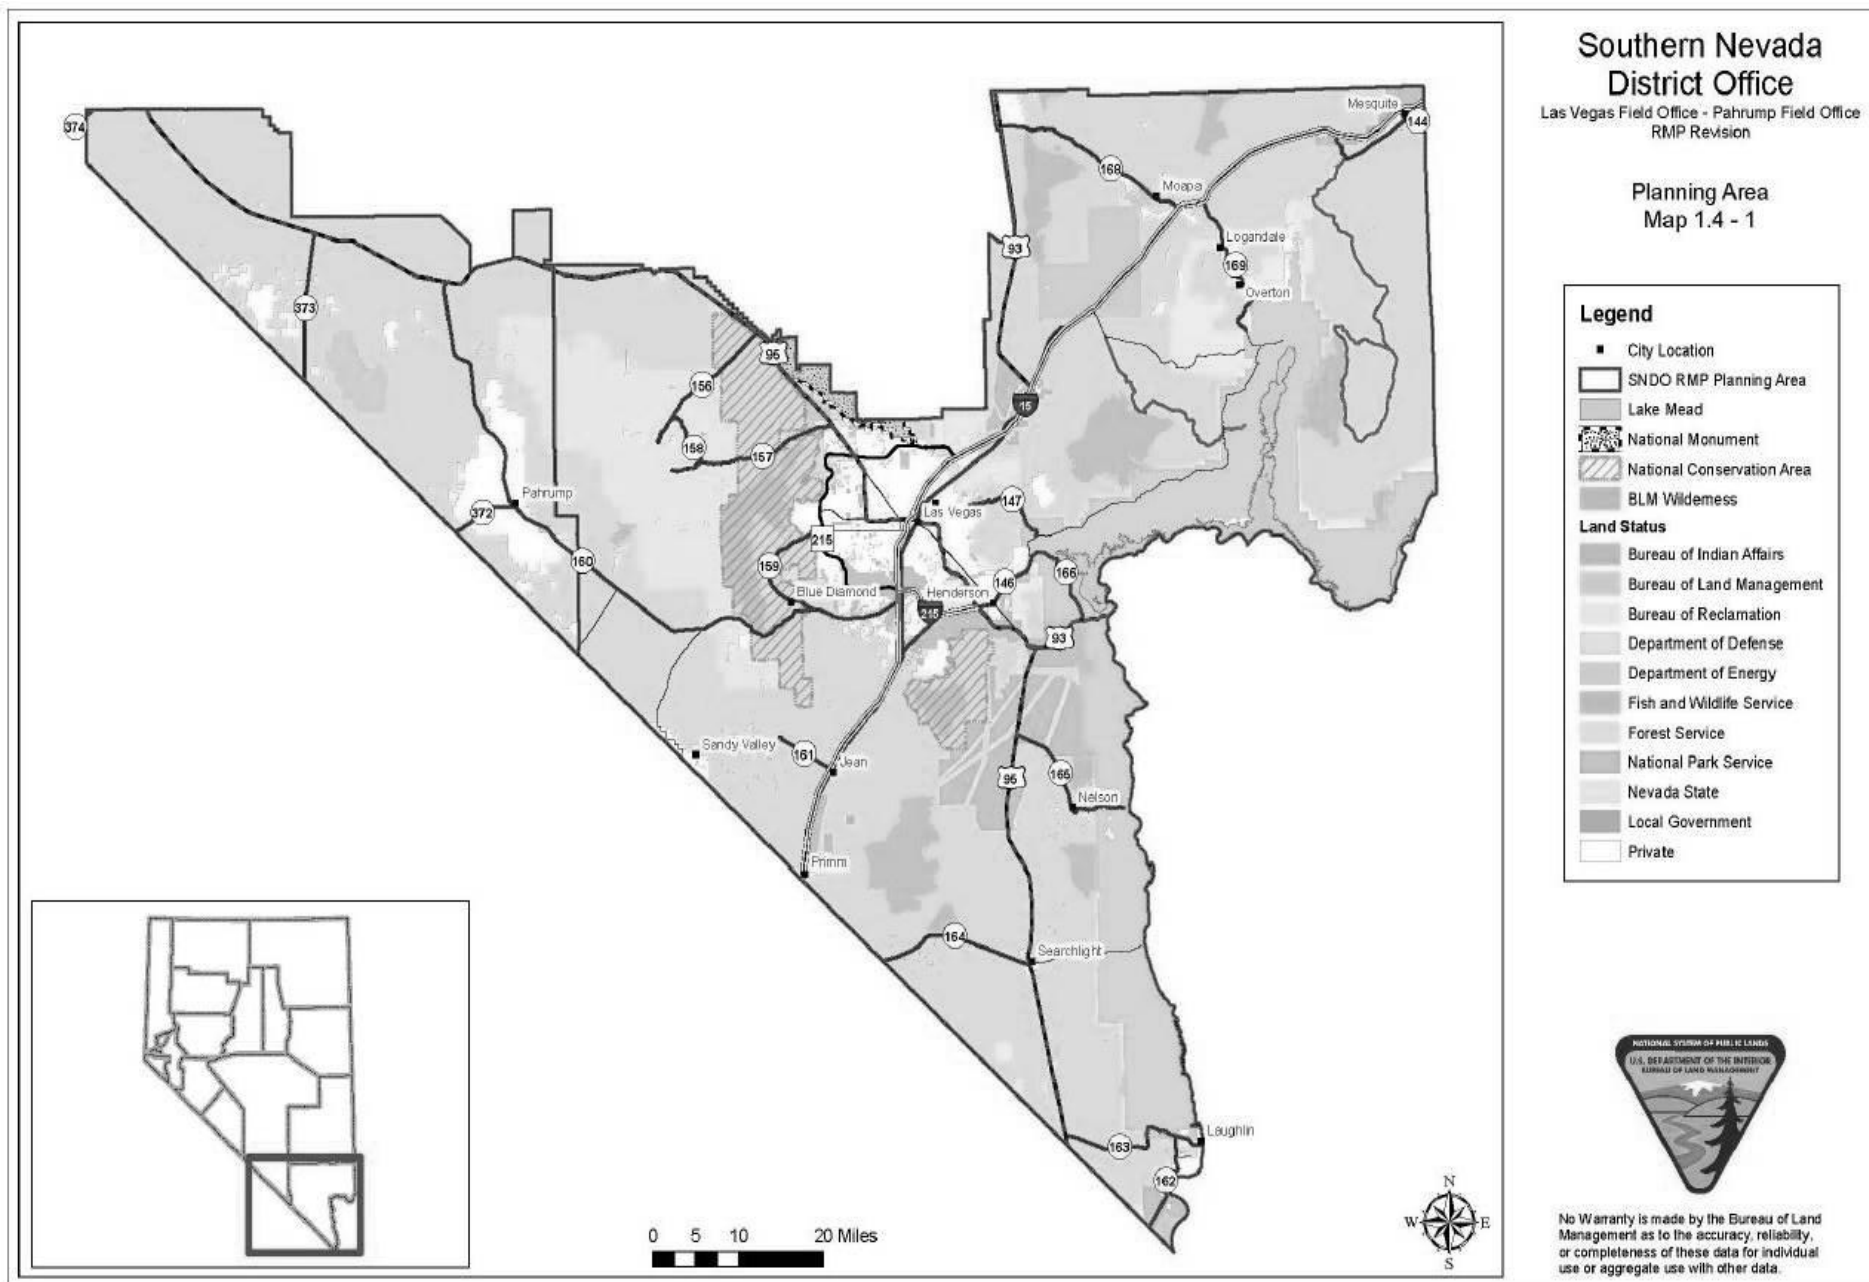 Southern Nevada
District Office
Las Vegas Field Office - Pahrump Field Office
RMP Revision
Planning Area
Map 1.4 - 1
374
Mesquite
144
168
Moapa
93
Logandale
169
Overton
373
95
156
15
158
157
Pahrump
372
147
Las Vegas
215
160
159
146
166
Blue Diamond
Henderson
215
93
Sandy Valley
161
Jean
95
165
Nelson
Primm
164
Searchlight
Laughlin
163
162
0 5 10 20 Miles
N
W E
S
Legend
City Location
SNDO RMP Planning Area
Lake Mead
National Monument
National Conservation Area
BLM Wilderness
Land Status
Bureau of Indian Affairs
Bureau of Land Management
Bureau of Reclamation
Department of Defense
Department of Energy
Fish and Wildlife Service
Forest Service
National Park Service
Nevada State
Local Government
Private
NATIONAL SYSTEM OF PUBLIC LANDS
U.S. DEPARTMENT OF THE INTERIOR
BUREAU OF LAND MANAGEMENT
No Warranty is made by the Bureau of Land
Management as to the accuracy, reliability,
or completeness of these data for individual
use or aggregate use with other data.